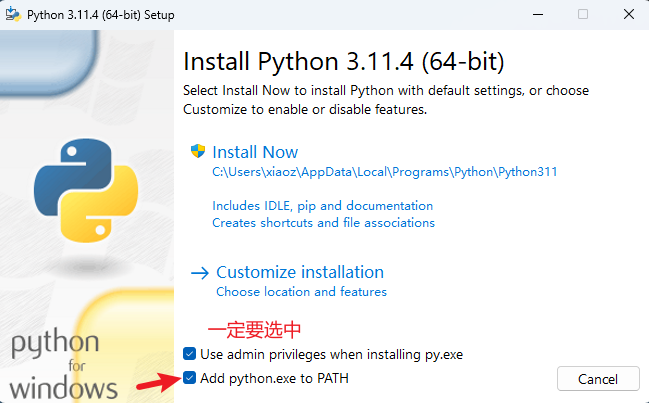 Python 3.11.4 (64-bit) Setup
Install Python 3.11.4 (64-bit)
Select Install Now to install Python with default settings, or choose
Customize to enable or disable features.
Install Now
C:\Users\xiaoz\AppData\Local\Programs\Python\Python311
Includes IDLE, pip and documentation
Creates shortcuts and file associations
Customize installation
Choose location and features
一定要选中
Use admin privileges when installing py.exe
Add python.exe to PATH
Cancel
python
for
windows